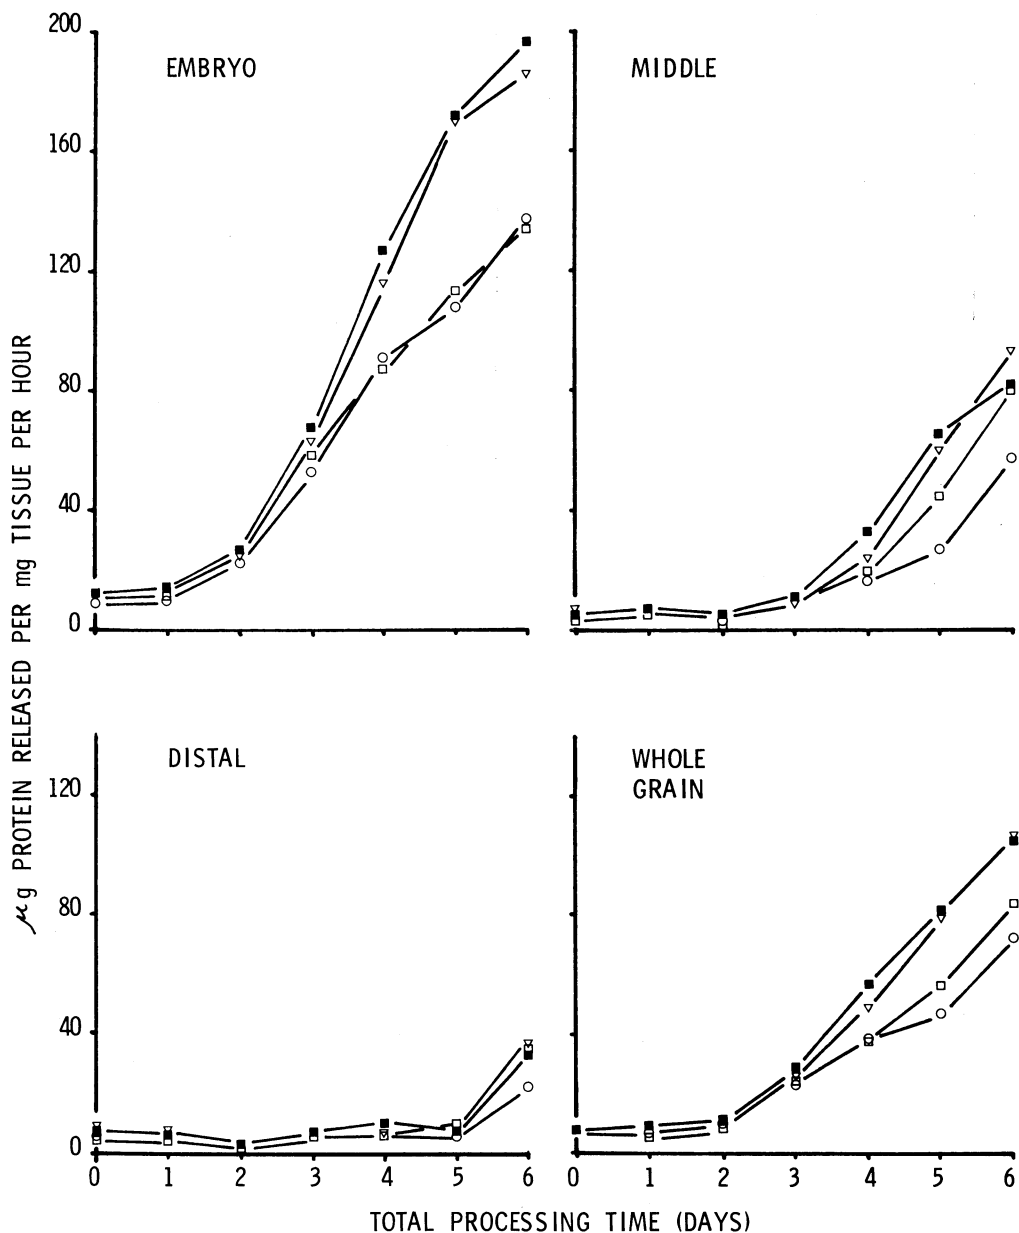 200
160
120
80
40
0
EMBRYO
MIDDLE
µg PROTEIN RELEASED PER mg TISSUE PER HOUR
120
80
40
0
DISTAL
WHOLE
GRAIN
0 1 2 3 4 5 6
0 1 2 3 4 5 6
TOTAL PROCESSING TIME (DAYS)